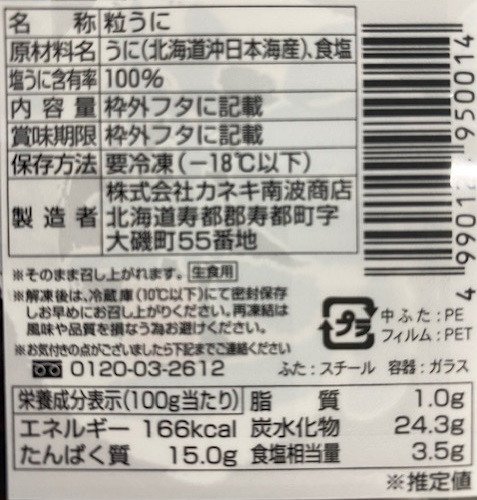 名称 粒うに
原材料名 うに(北海道沖日本海産)、食塩
塩うに含有率 100%
内容量 枠外フタに記載
賞味期限 枠外フタに記載
保存方法 要冷凍(－18℃以下)
製造者 株式会社カネキ南波商店
北海道寿都郡寿都町字
大磯町55番地
※そのまま召し上がれます。 生食用
※解凍後は、冷蔵庫(10℃以下)にて密封保存
しお早めにお召し上がりください。再凍結は
風味や品質を損なう為お避けください。
※お気付きの点がございましたら下記までご連絡ください
0120-03-2612
プラ
中ふた:PE
フィルム:PET
ふた:スチール 容器:ガラス
栄養成分表示(100g当たり) 脂質 1.0g
エネルギー 166kcal 炭水化物 24.3g
たんぱく質 15.0g 食塩相当量 3.5g
※推定値